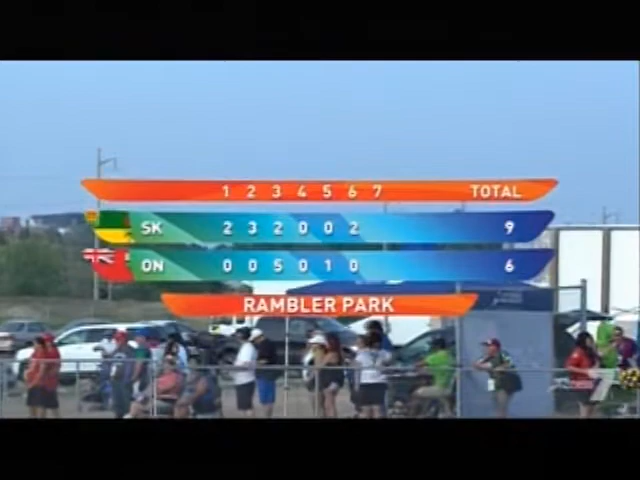 1 2 3 4 5 6 7 TOTAL
SK 2 3 2 0 0 2 9
ON 0 0 5 0 1 0 6
RAMBLER PARK
7